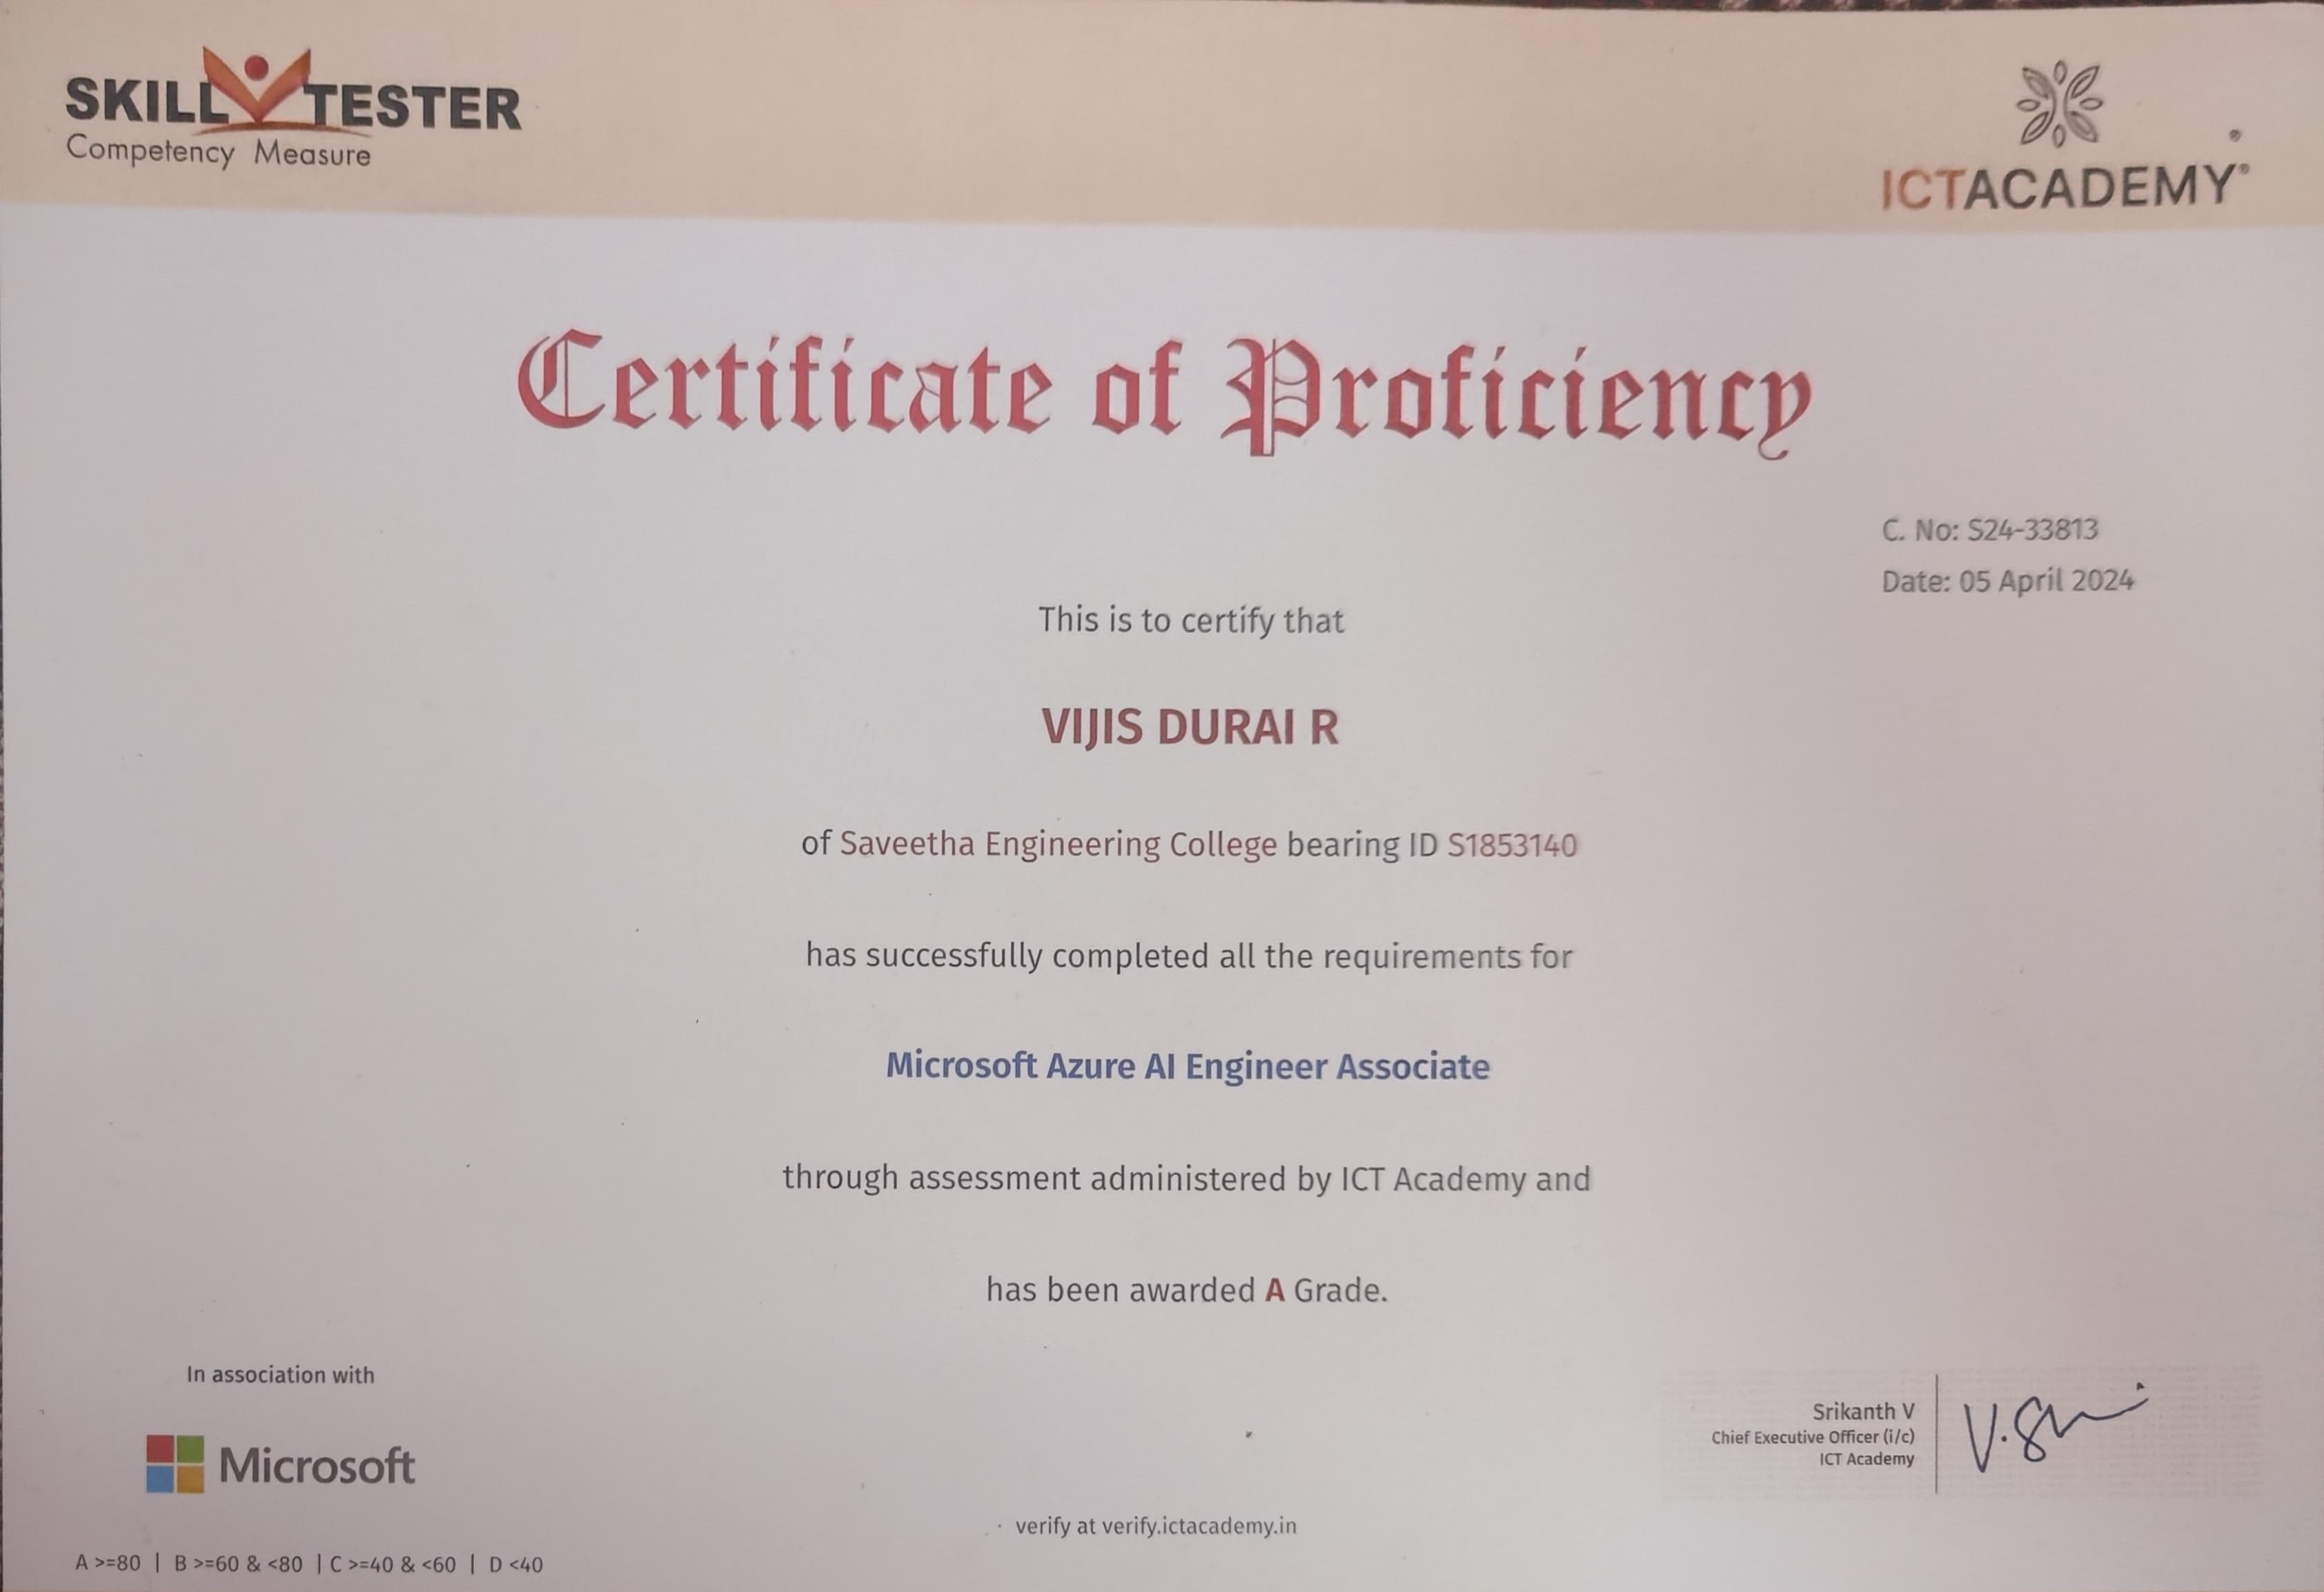 SKILL TESTER
Competency Measure
ICTACADEMY®
Certificate of Proficiency
C. No: S24-33813
Date: 05 April 2024
This is to certify that
VIJIS DURAI R
of Saveetha Engineering College bearing ID S1853140
has successfully completed all the requirements for
Microsoft Azure AI Engineer Associate
through assessment administered by ICT Academy and
has been awarded A Grade.
In association with
Microsoft
Srikanth V
Chief Executive Officer (i/c)
ICT Academy
verify at verify.ictacademy.in
A >=80 | B >=60 & <80 | C >=40 & <60 | D <40